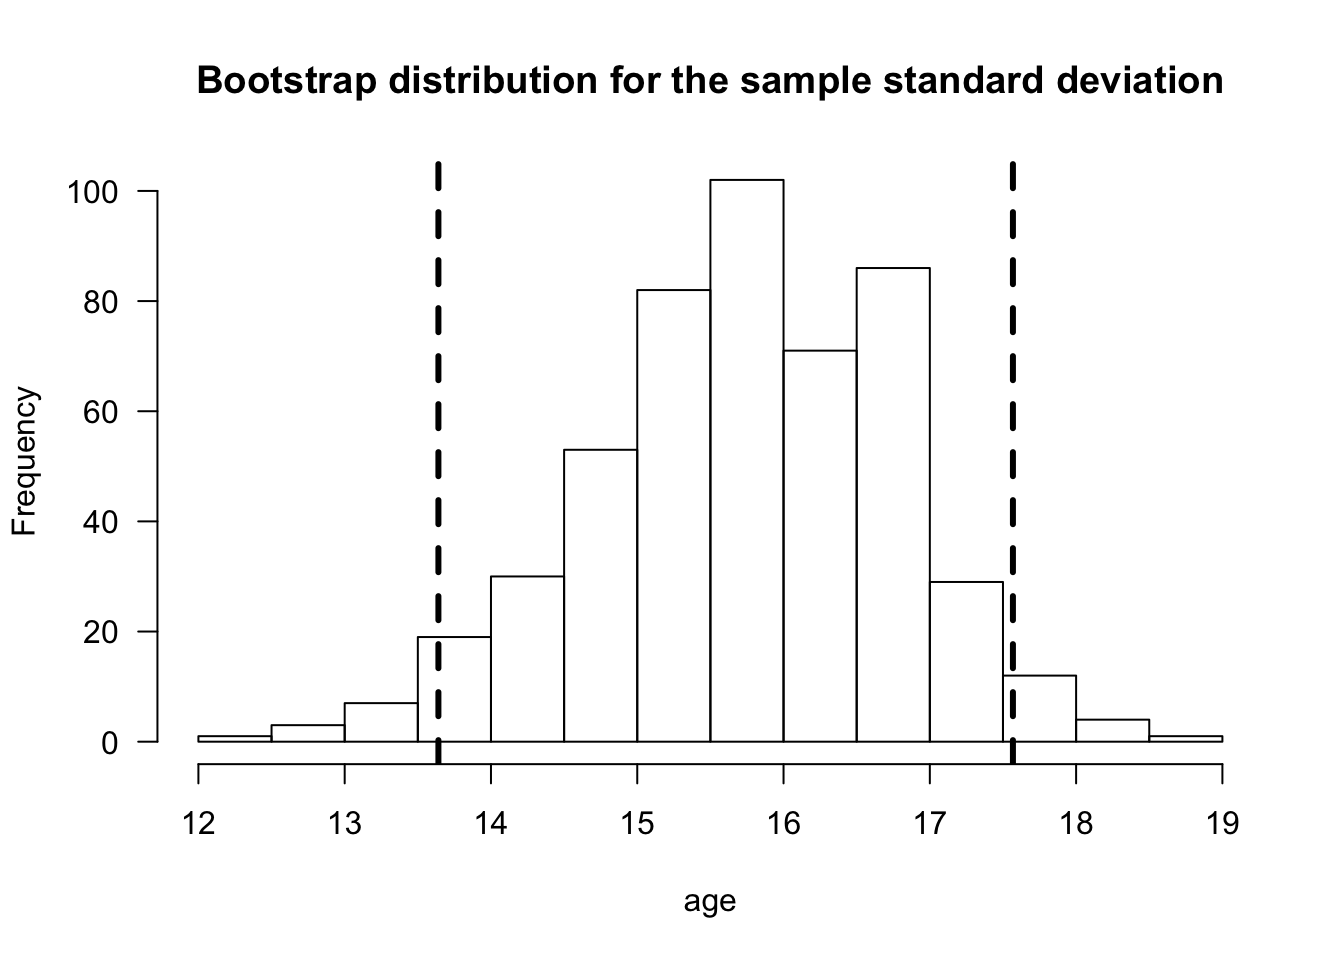 Bootstrap distribution for the sample standard deviation
Frequency
100
80
60
40
20
0
12 13 14 15 16 17 18 19
age